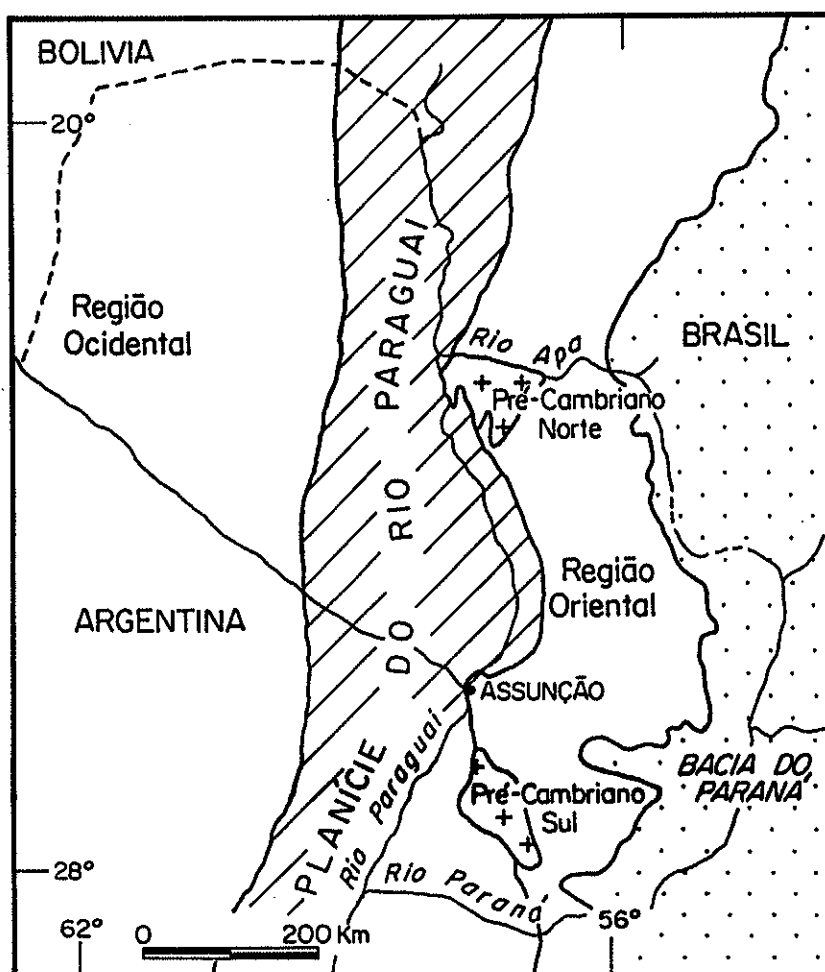 BOLIVIA
20°
Região
Ocidental
PLANÍCIE DO RIO PARAGUAI
Rio Apa
BRASIL
Pré-Cambriano
Norte
Região
Oriental
ARGENTINA
ASSUNÇÃO
Rio Paraguai
Pré-Cambriano
Sul
BACIA DO
PARANÁ
28°
Rio Paraná
62°
56°
0 200 Km